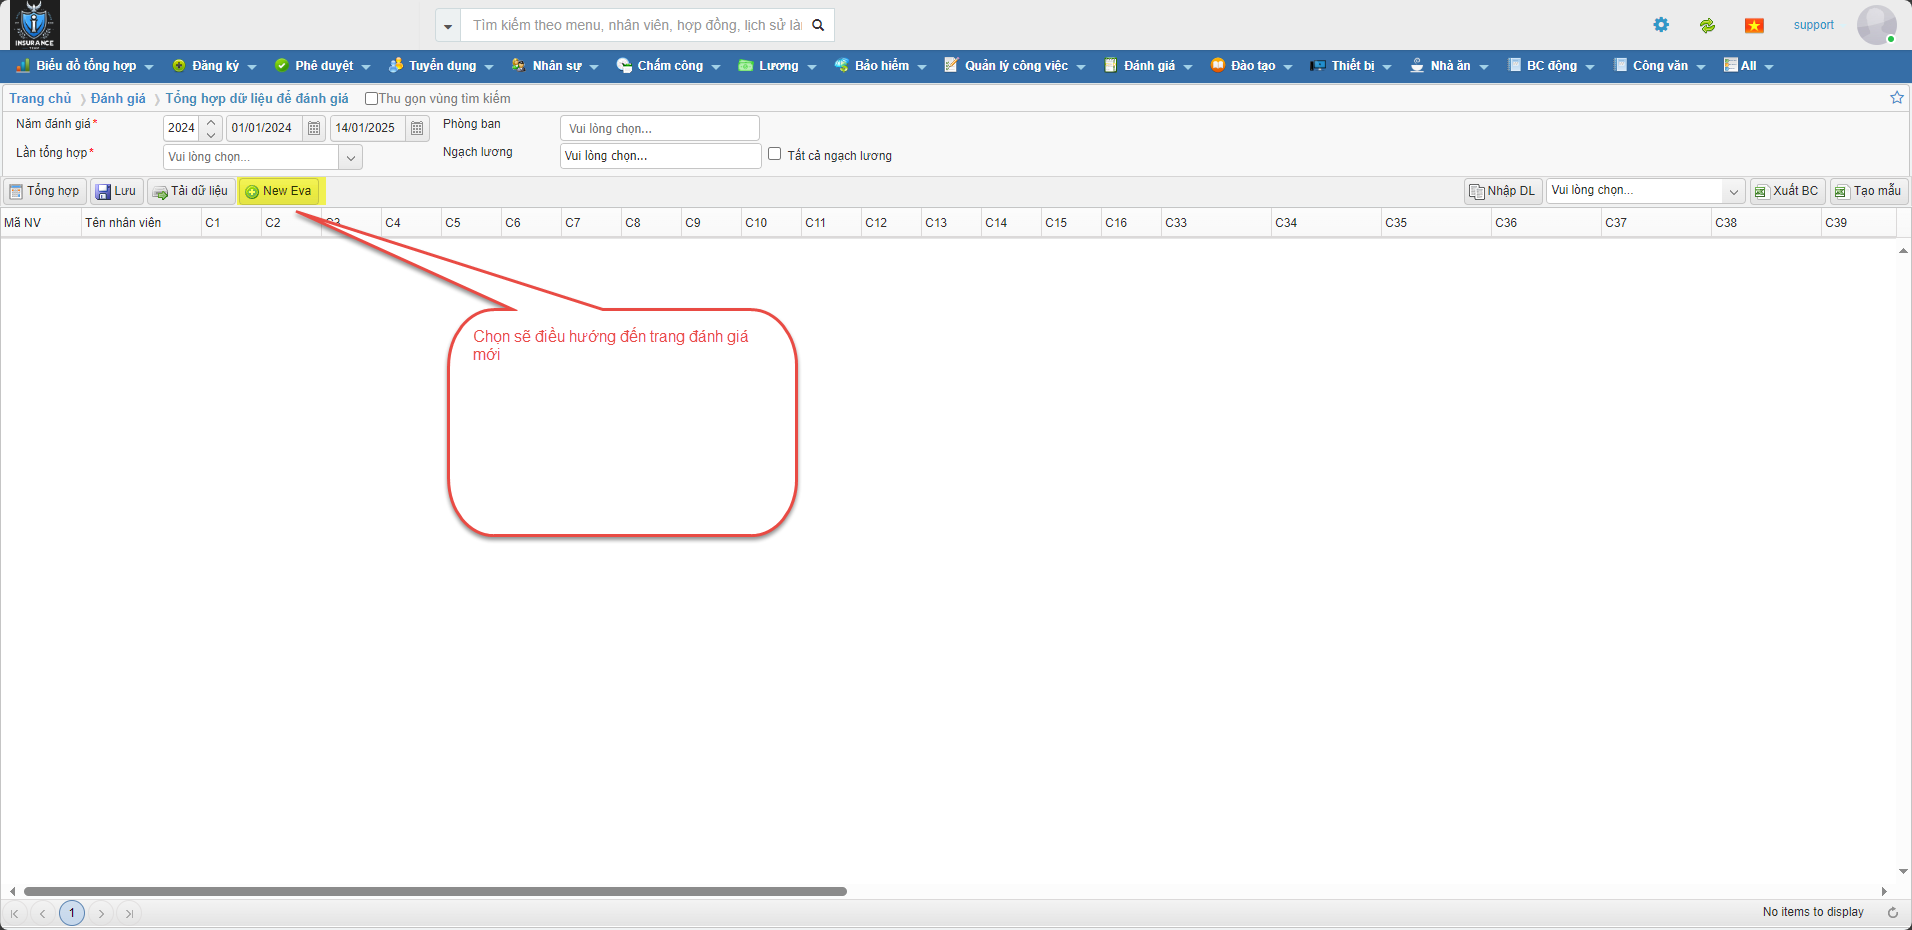 INSURANCE
Tìm kiếm theo menu, nhân viên, hợp đồng, lịch sử là
support
Biểu đồ tổng hợp Đăng ký Phê duyệt Tuyển dụng Nhân sự Chấm công Lương Bảo hiểm Quản lý công việc Đánh giá Đào tạo Thiết bị Nhà ăn BC động Công văn All
Trang chủ Đánh giá Tổng hợp dữ liệu để đánh giá Thu gọn vùng tìm kiếm
Năm đánh giá* 2024 01/01/2024 14/01/2025 Phòng ban Vui lòng chọn...
Lần tổng hợp* Vui lòng chọn... Ngạch lương Vui lòng chọn... Tất cả ngạch lương
Tổng hợp Lưu Tải dữ liệu New Eva Nhập DL Vui lòng chọn... Xuất BC Tạo mẫu
Mã NV Tên nhân viên C1 C2 C3 C4 C5 C6 C7 C8 C9 C10 C11 C12 C13 C14 C15 C16 C33 C34 C35 C36 C37 C38 C39
Chọn sẽ điều hướng đến trang đánh giá
mới
1 No items to display